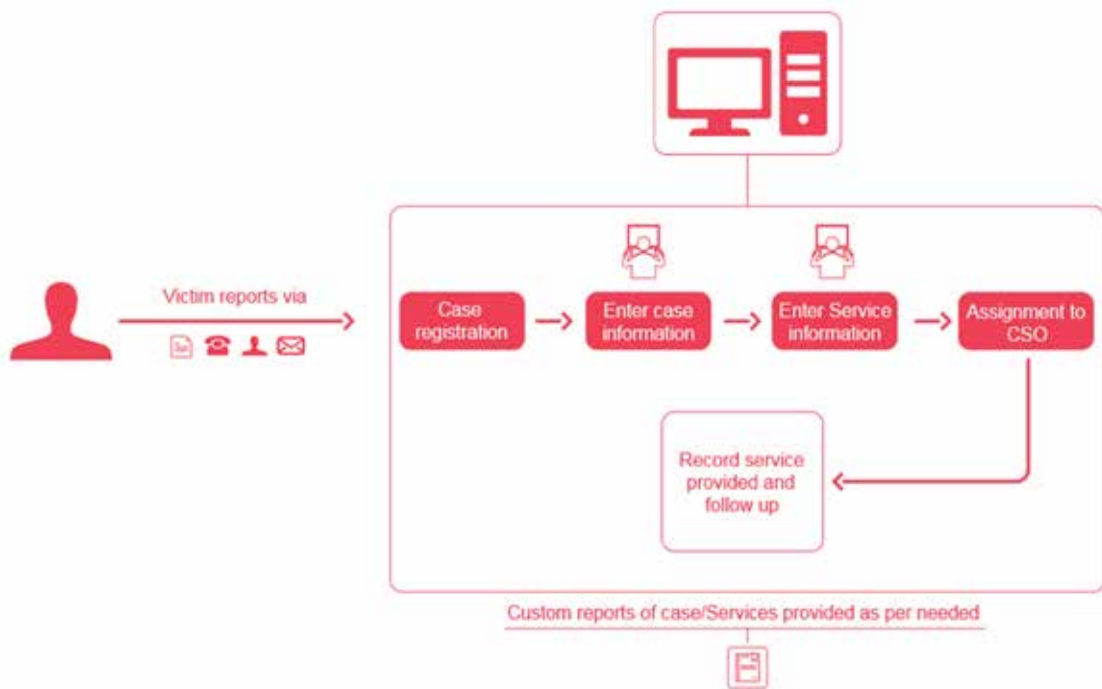 Victim reports via
Case
registration
Enter case
information
Enter Service
information
Assignment to
CSO
Record service
provided and
follow up
Custom reports of case/Services provided as per needed